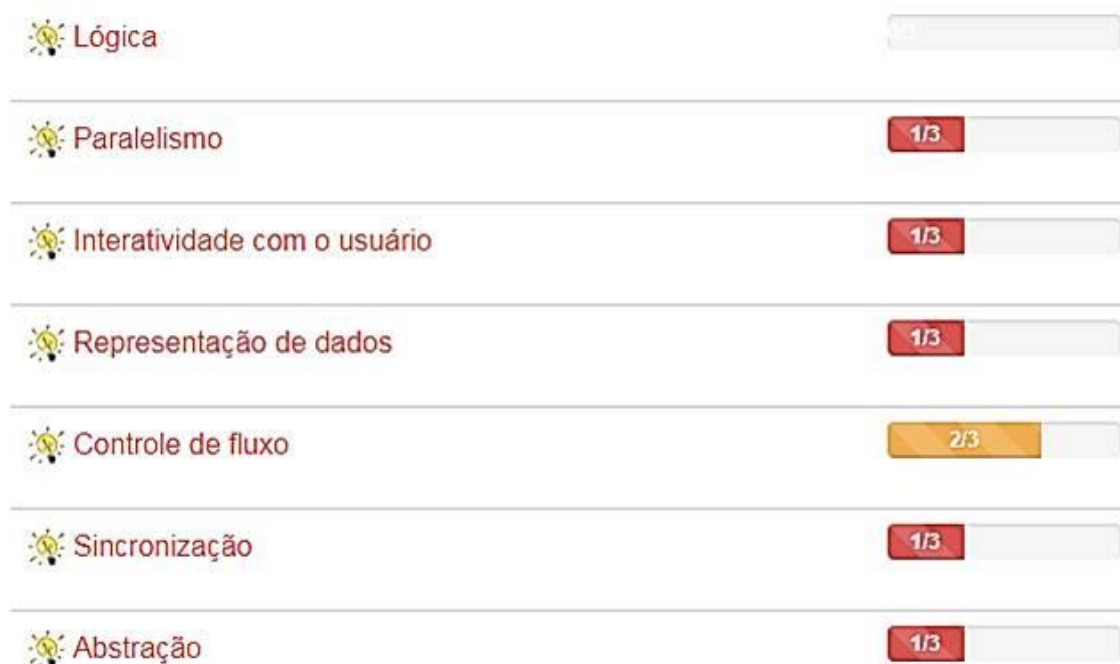 Lógica
Paralelismo
1/3
Interatividade com o usuário
1/3
Representação de dados
1/3
Controle de fluxo
2/3
Sincronização
1/3
Abstração
1/3